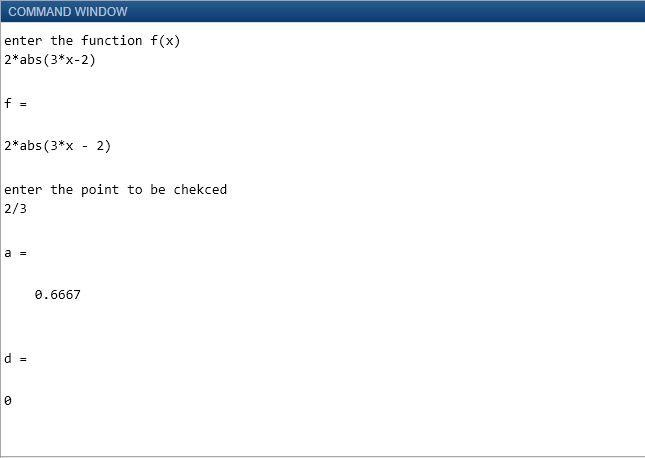 COMMAND WINDOW
enter the function f(x)
2*abs(3*x-2)
f =
2*abs(3*x - 2)
enter the point to be chekced
2/3
a =
0.6667
d =
0